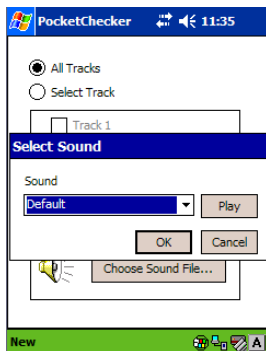 PocketChecker 11:35
All Tracks
Select Track
Track 1
Select Sound
Sound
Default Play
OK Cancel
Choose Sound File...
New A